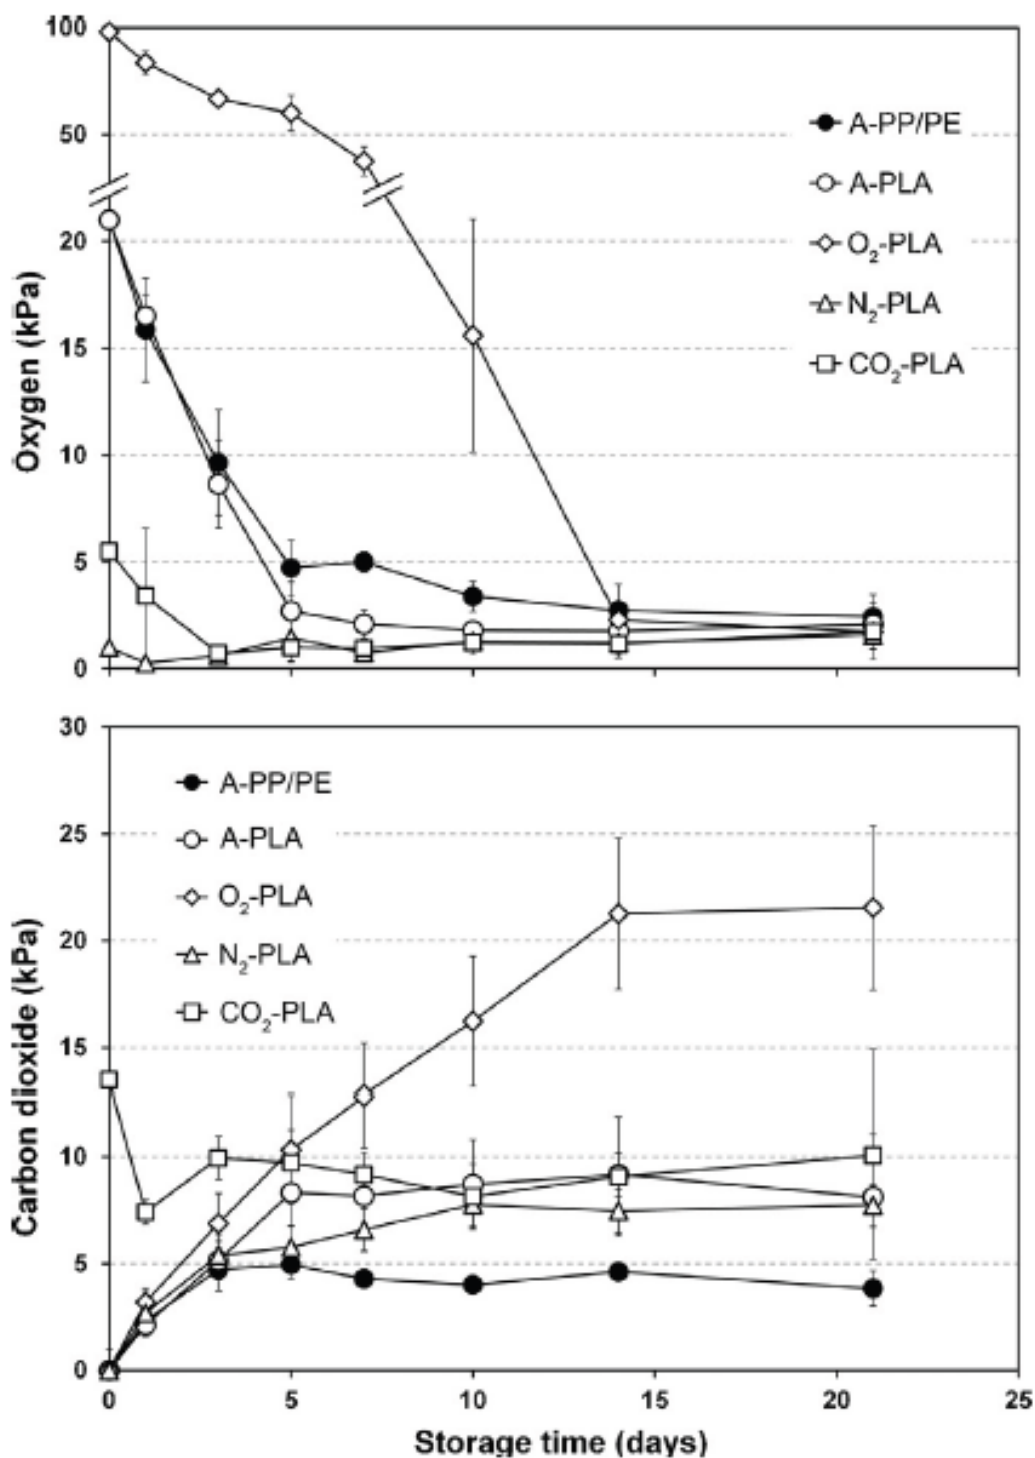 100
50
20
15
10
5
0
Oxygen (kPa)
A-PP/PE
A-PLA
O₂-PLA
N₂-PLA
CO₂-PLA
30
25
20
15
10
5
0
Carbon dioxide (kPa)
A-PP/PE
A-PLA
O₂-PLA
N₂-PLA
CO₂-PLA
0 5 10 15 20 25
Storage time (days)